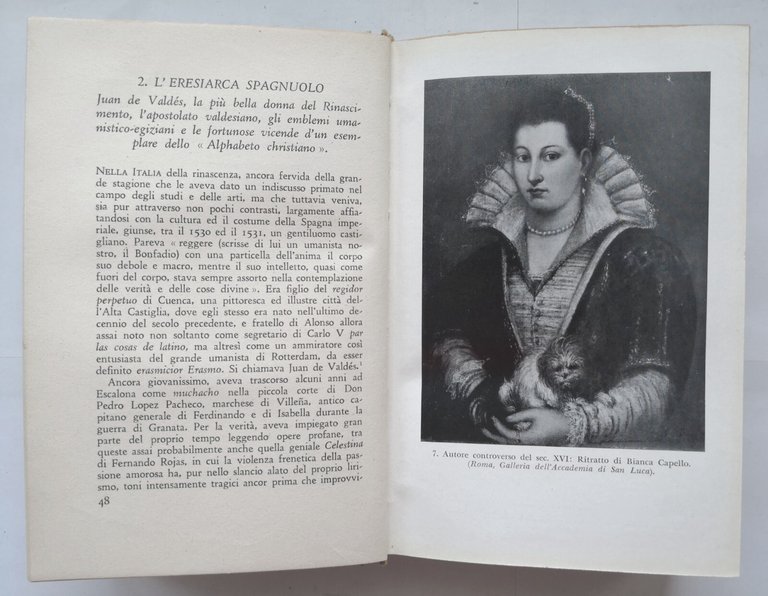 2. L'ERESIARCA SPAGNUOLO
Juan de Valdés, la più bella donna del Rinasci-
mento, l'apostolato valdesiano, gli emblemi uma-
nistico-egiziani e le fortunose vicende d'un esem-
plare dello « Alphabeto christiano ».
NELLA ITALIA della rinascenza, ancora fervida della gran-
de stagione che le aveva dato un indiscusso primato nel
campo degli studi e delle arti, ma che tuttavia veniva,
sia pur attraverso non pochi contrasti, largamente affia-
tandosi con la cultura ed il costume della Spagna impe-
riale, giunse, tra il 1530 ed il 1531, un gentiluomo casti-
gliano. Pareva « reggere (scrisse di lui un umanista no-
stro, il Bonfadio) con una particella dell'anima il corpo
suo debole e macro, mentre il suo intelletto, quasi come
fuori del corpo, stava sempre assorto nella contemplazione
delle verità e delle cose divine ». Era figlio del regidor
perpetuo di Cuenca, una pittoresca ed illustre città del-
l'Alta Castiglia, dove egli stesso era nato nell'ultimo de-
cennio del secolo precedente, e fratello di Alonso allora
assai noto non soltanto come segretario di Carlo V par
las cosas de latino, ma altresì come un ammiratore così
entusiasta del grande umanista di Rotterdam, da esser
definito erasmicior Erasmo. Si chiamava Juan de Valdés.1
Ancora giovanissimo, aveva trascorso alcuni anni ad
Escalona come muchacho nella piccola corte di Don
Pedro Lopez Pacheco, marchese di Villeña, antico ca-
pitano generale di Ferdinando e di Isabella durante la
guerra di Granata. Per la verità, aveva impiegato gran
parte del proprio tempo leggendo opere profane, tra
queste assai probabilmente anche quella geniale Celestina
di Fernando Rojas, in cui la violenza frenetica della pas-
sione amorosa ha, pur nello slancio alato del proprio liri-
smo, toni intensamente tragici ancor prima che improvvi-
48
7. Autore controverso del sec. XVI: Ritratto di Bianca Capello.
(Roma, Galleria dell'Accademia di San Luca).